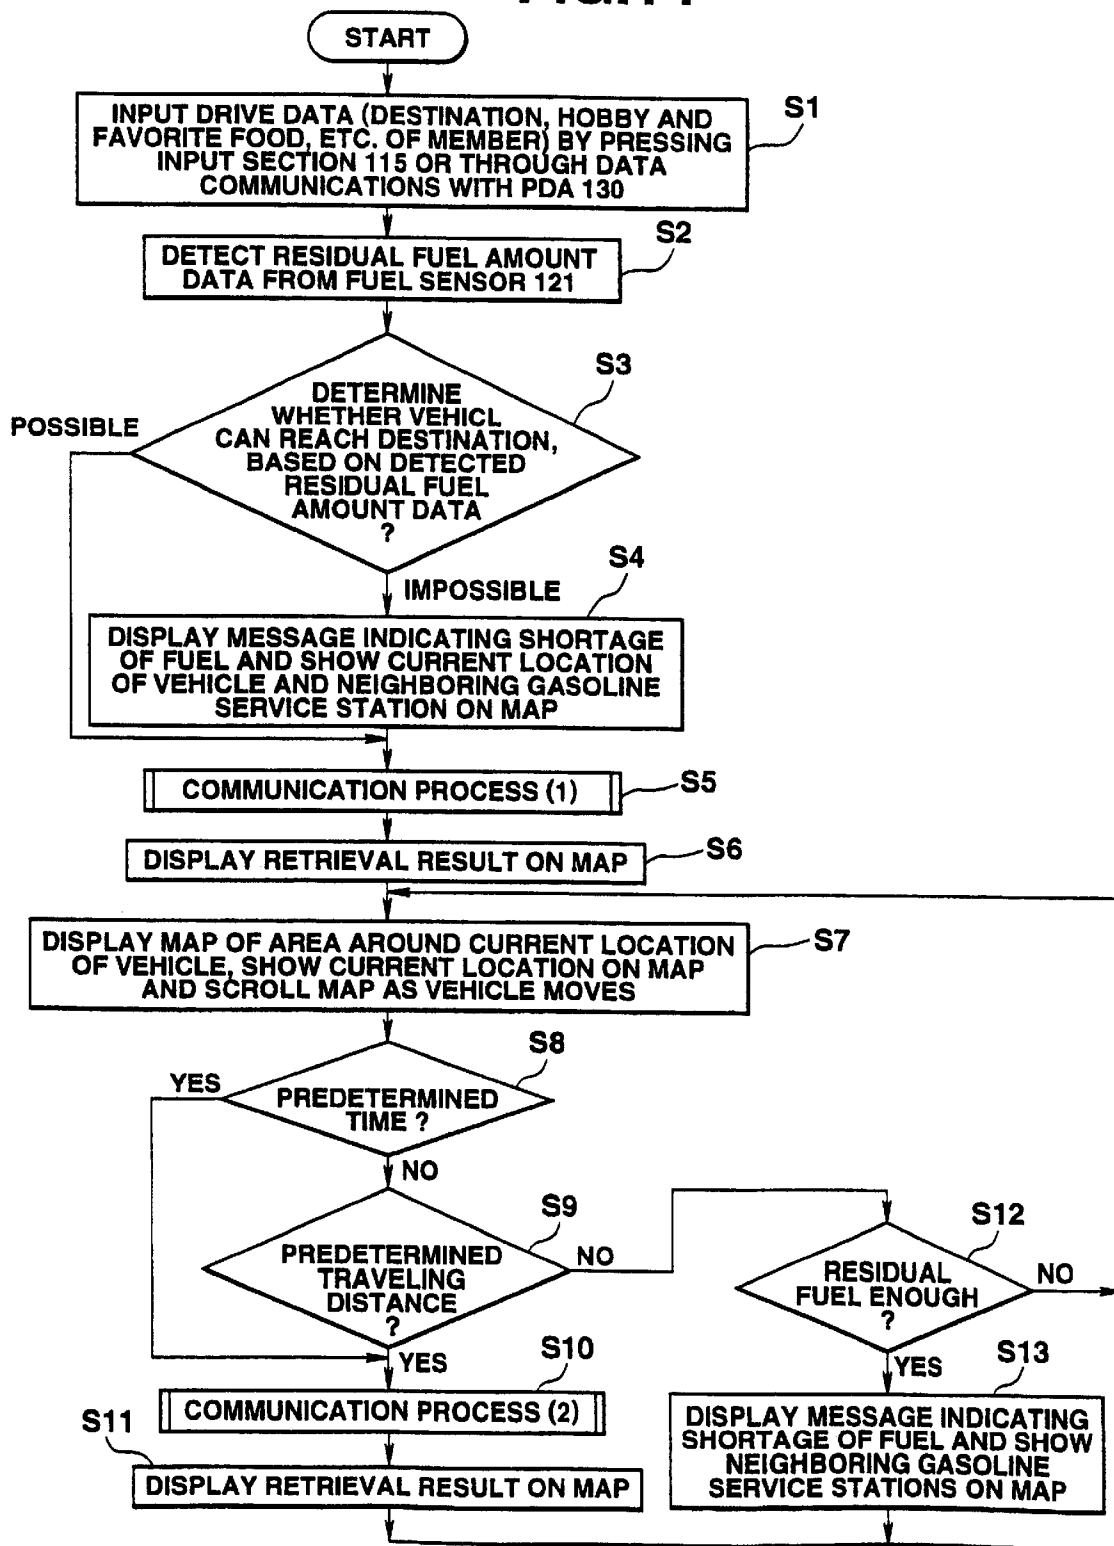 START
S1
INPUT DRIVE DATA (DESTINATION, HOBBY AND
FAVORITE FOOD, ETC. OF MEMBER) BY PRESSING
INPUT SECTION 115 OR THROUGH DATA
COMMUNICATIONS WITH PDA 130
S2
DETECT RESIDUAL FUEL AMOUNT
DATA FROM FUEL SENSOR 121
S3
DETERMINE
WHETHER VEHICL
CAN REACH DESTINATION,
BASED ON DETECTED
RESIDUAL FUEL
AMOUNT DATA
?
POSSIBLE
IMPOSSIBLE
S4
DISPLAY MESSAGE INDICATING SHORTAGE
OF FUEL AND SHOW CURRENT LOCATION
OF VEHICLE AND NEIGHBORING GASOLINE
SERVICE STATION ON MAP
COMMUNICATION PROCESS (1)
S5
DISPLAY RETRIEVAL RESULT ON MAP
S6
DISPLAY MAP OF AREA AROUND CURRENT LOCATION
OF VEHICLE, SHOW CURRENT LOCATION ON MAP
AND SCROLL MAP AS VEHICLE MOVES
S7
S8
YES
PREDETERMINED
TIME ?
NO
S9
PREDETERMINED
TRAVELING
DISTANCE
?
NO
YES
S12
RESIDUAL
FUEL ENOUGH
?
NO
YES
S10
COMMUNICATION PROCESS (2)
S11
DISPLAY RETRIEVAL RESULT ON MAP
S13
DISPLAY MESSAGE INDICATING
SHORTAGE OF FUEL AND SHOW
NEIGHBORING GASOLINE
SERVICE STATIONS ON MAP